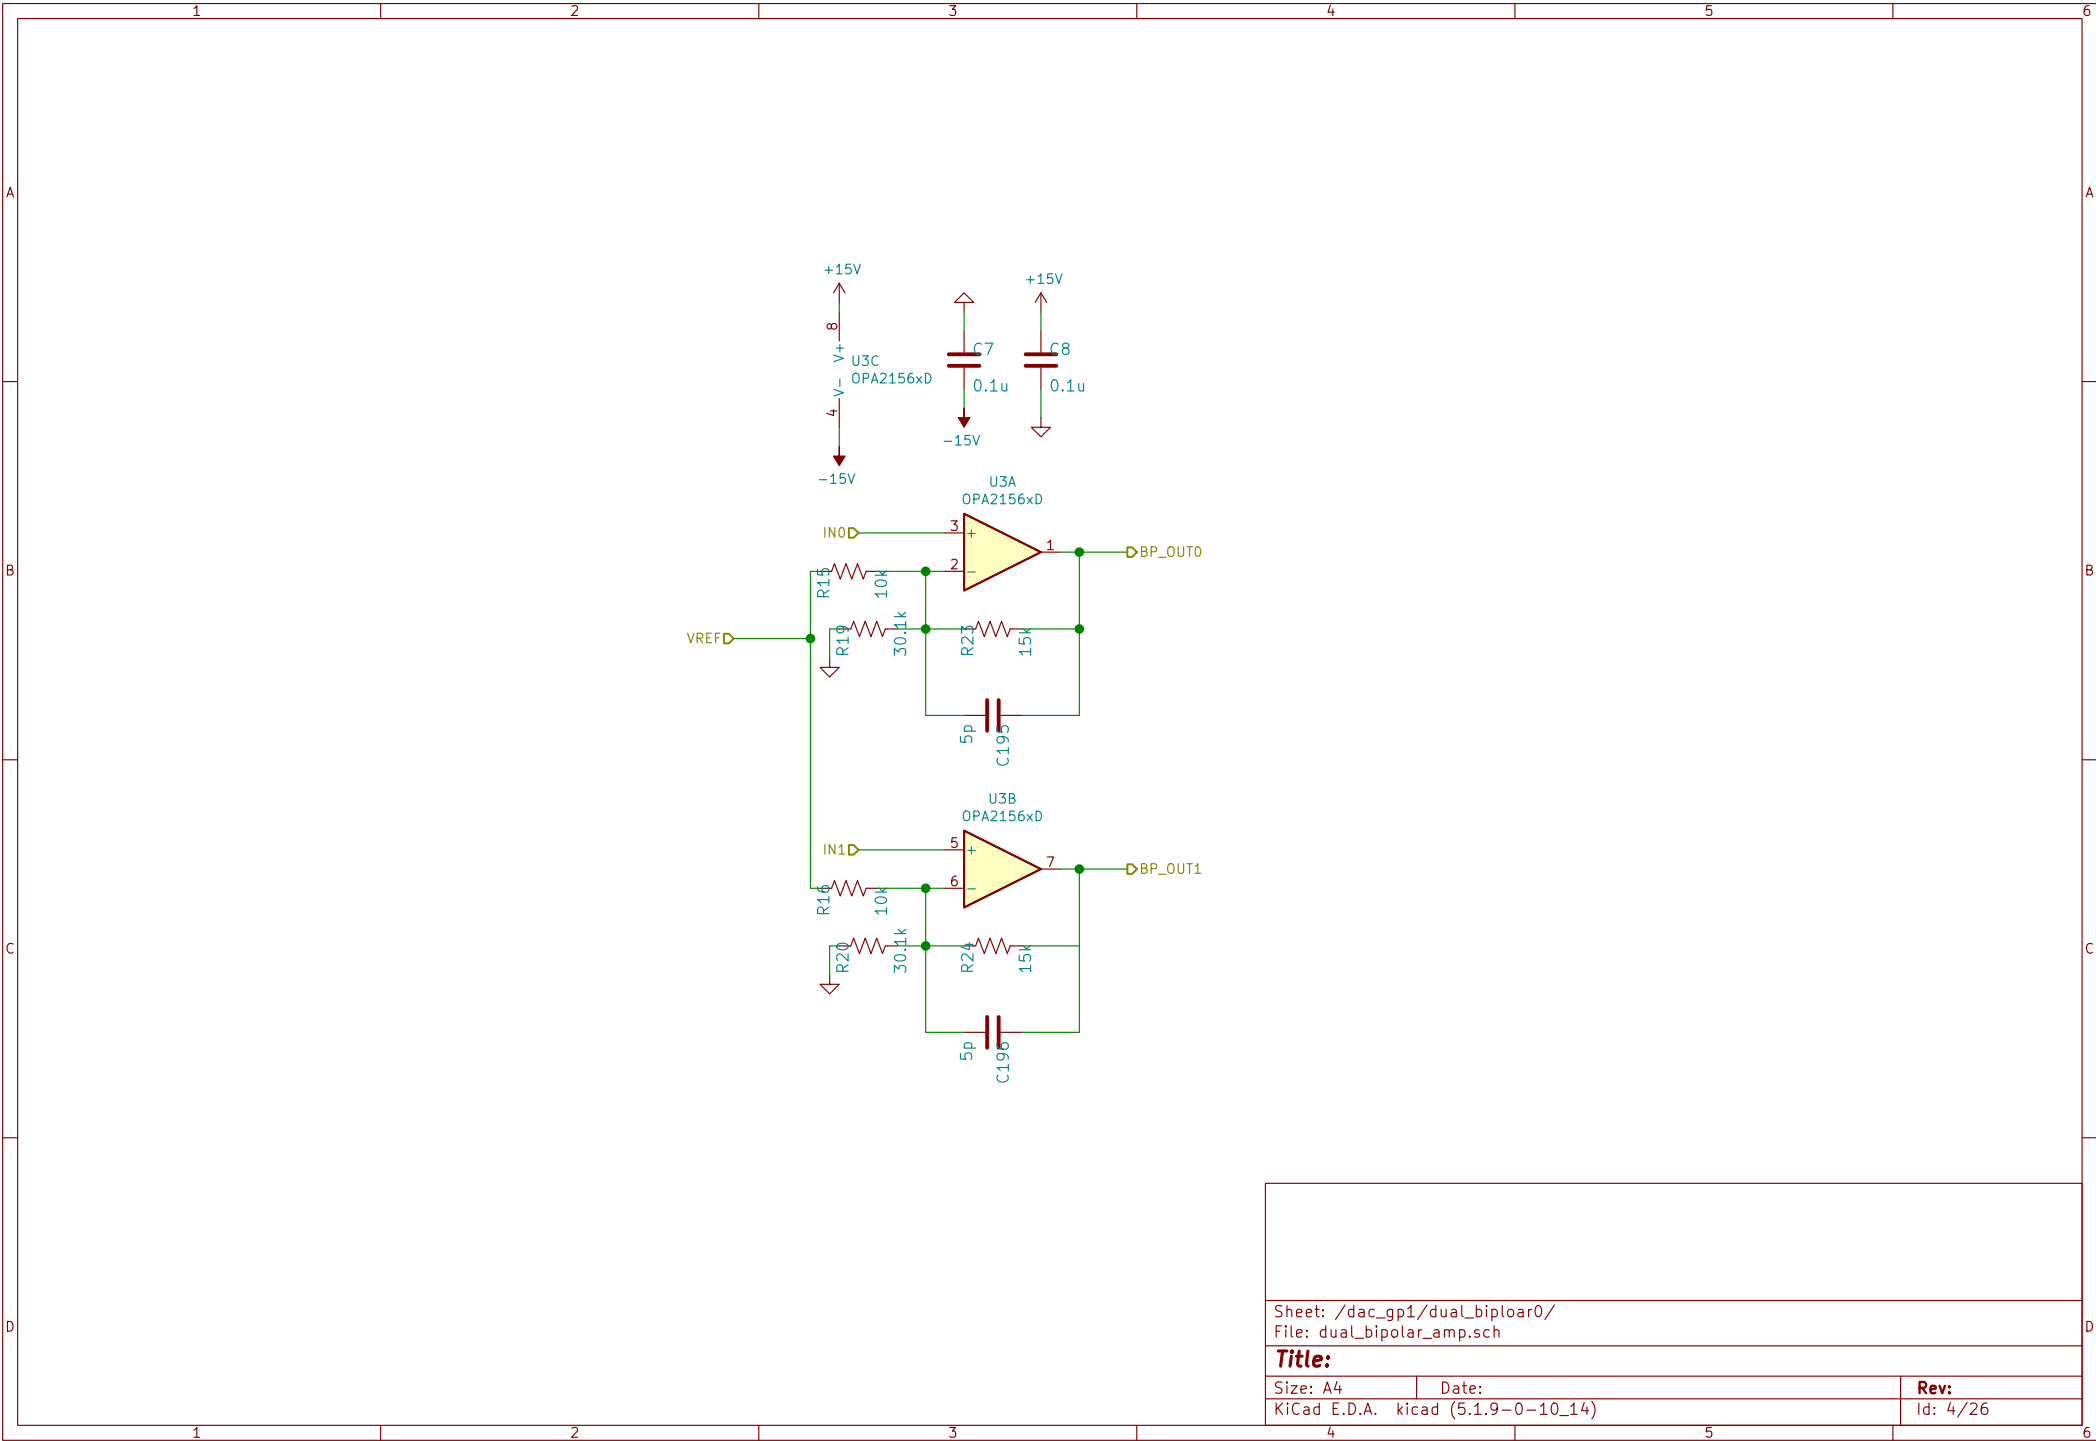 1 2 3 4 5 6
A A
+15V
+15V
8
V+
C7
C8
U3C
OPA2156xD
V-
0.1u
0.1u
4
-15V
-15V
U3A
OPA2156xD
IN0
3
+
1
BP_OUT0
B B
2
-
R15
10k
VREF
R19
30.1k
R23
15k
5p
C195
U3B
OPA2156xD
IN1
5
+
7
BP_OUT1
6
-
R16
10k
C C
R20
30.1k
R24
15k
5p
C196
Sheet: /dac_gp1/dual_biploar0/
D D
File: dual_bipolar_amp.sch
Title:
Size: A4 Date: Rev:
KiCad E.D.A. kicad (5.1.9-0-10_14) Id: 4/26
1 2 3 4 5 6